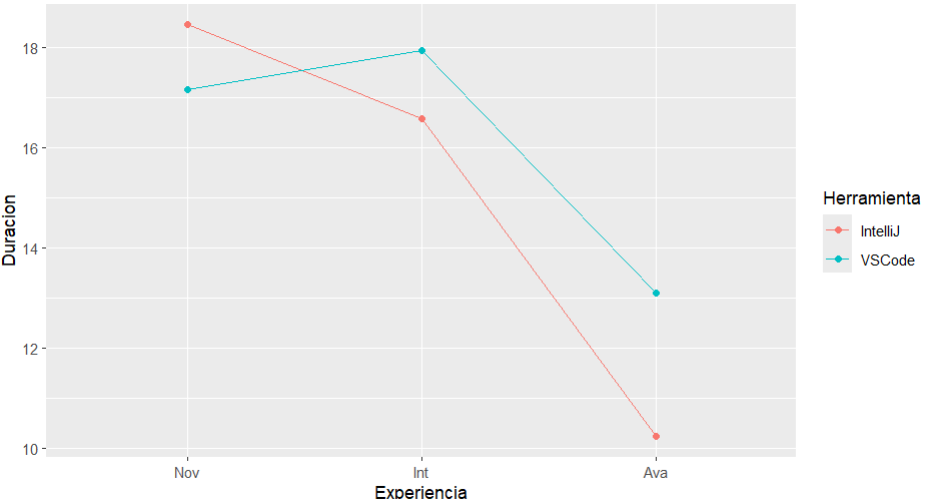 18
16
14
12
10
Duracion
Nov
Int
Ava
Experiencia
Herramienta
IntelliJ
VSCode